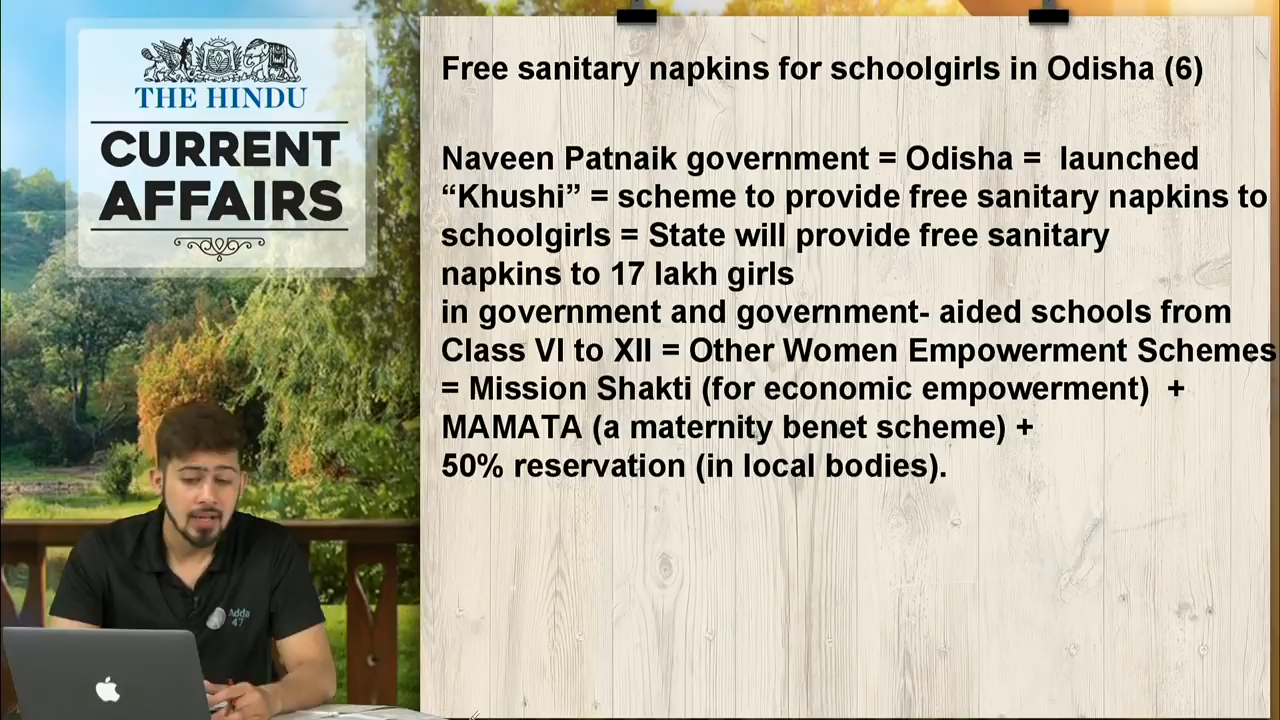 THE HINDU
CURRENT
AFFAIRS
Free sanitary napkins for schoolgirls in Odisha (6)
Naveen Patnaik government = Odisha = launched
“Khushi” = scheme to provide free sanitary napkins to
schoolgirls = State will provide free sanitary
napkins to 17 lakh girls
in government and government- aided schools from
Class VI to XII = Other Women Empowerment Schemes
= Mission Shakti (for economic empowerment) +
MAMATA (a maternity benet scheme) +
50% reservation (in local bodies).
Adda
47